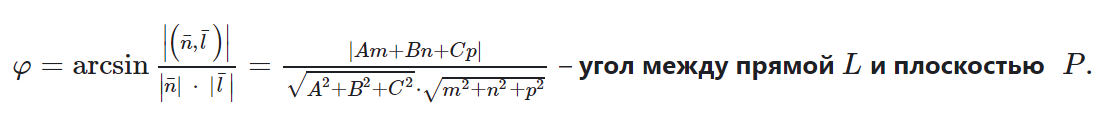 φ = arcsin |(n̄, l̄)| / |n̄| · |l̄| = |Am+Bn+Cp| / √A²+B²+C²·√m²+n²+p² – угол между прямой L и плоскостью P.